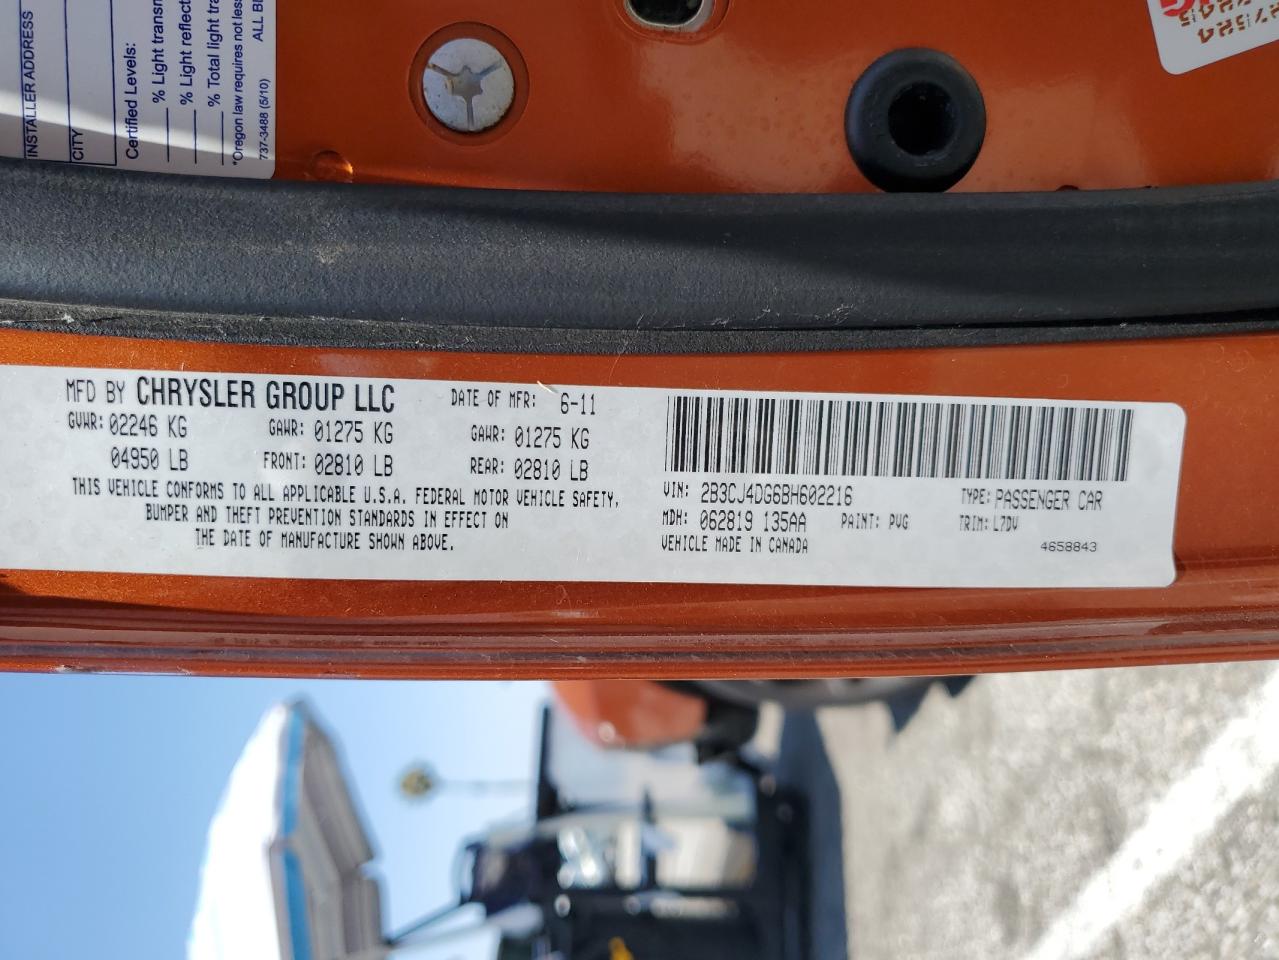 INSTALLER ADDRESS
CITY
Certified Levels:
% Light transm
% Light reflect
% Total light tra
*Oregon law requires not less
737-3488 (5/10)
ALL BE
MFD BY CHRYSLER GROUP LLC
DATE OF MFR: 6-11
GVWR: 02246 KG
GAWR: 01275 KG
GAWR: 01275 KG
04950 LB
FRONT: 02810 LB
REAR: 02810 LB
THIS VEHICLE CONFORMS TO ALL APPLICABLE U.S.A. FEDERAL MOTOR VEHICLE SAFETY,
BUMPER AND THEFT PREVENTION STANDARDS IN EFFECT ON
THE DATE OF MANUFACTURE SHOWN ABOVE.
VIN: 2B3CJ4DG6BH602216
TYPE: PASSENGER CAR
MDH: 062819 135AA
PAINT: PVG
TRIM: L7DV
VEHICLE MADE IN CANADA
4658843